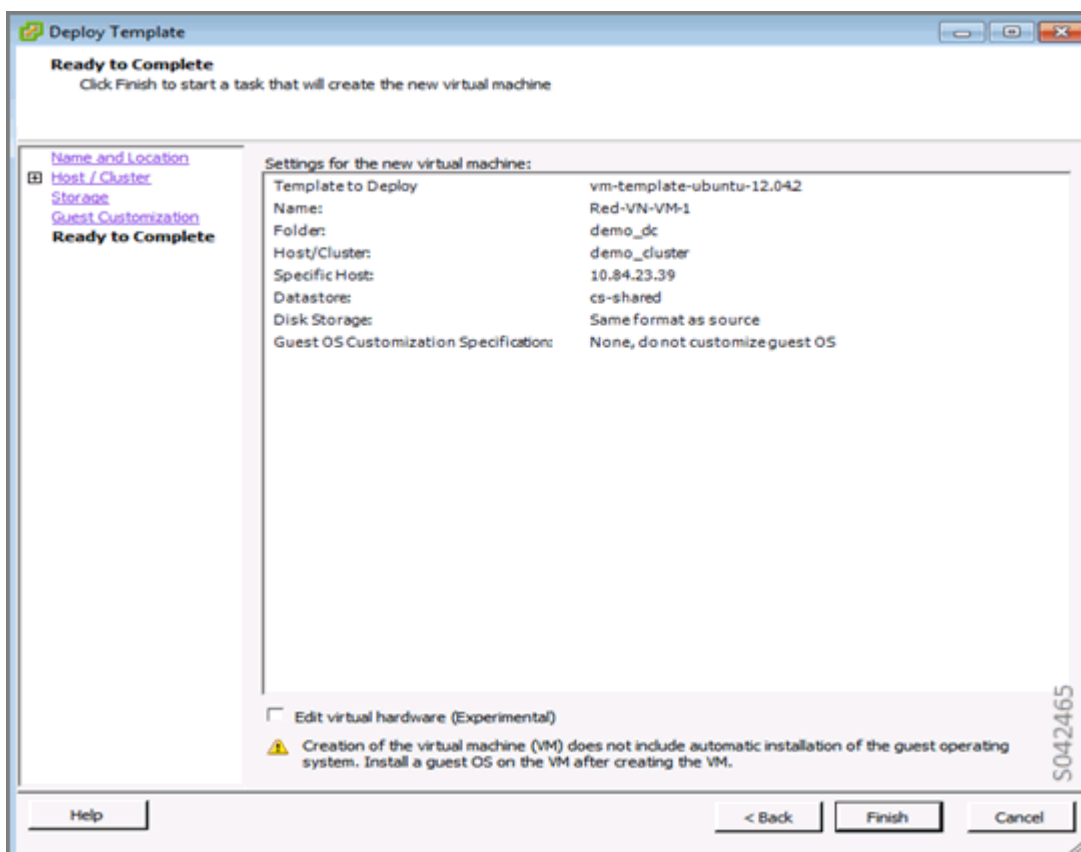 Deploy Template
Ready to Complete
Click Finish to start a task that will create the new virtual machine
Name and Location
Host / Cluster
Storage
Guest Customization
Ready to Complete
Settings for the new virtual machine:
Template to Deploy vm-template-ubuntu-12.042
Name: Red-VN-VM-1
Folder: demo_dc
Host/Cluster: demo_cluster
Specific Host: 10.84.23.39
Datastore: cs-shared
Disk Storage: Same format as source
Guest OS Customization Specification: None, do not customize guest OS
Edit virtual hardware (Experimental)
Creation of the virtual machine (VM) does not include automatic installation of the guest operating
system. Install a guest OS on the VM after creating the VM.
S042465
Help
< Back
Finish
Cancel